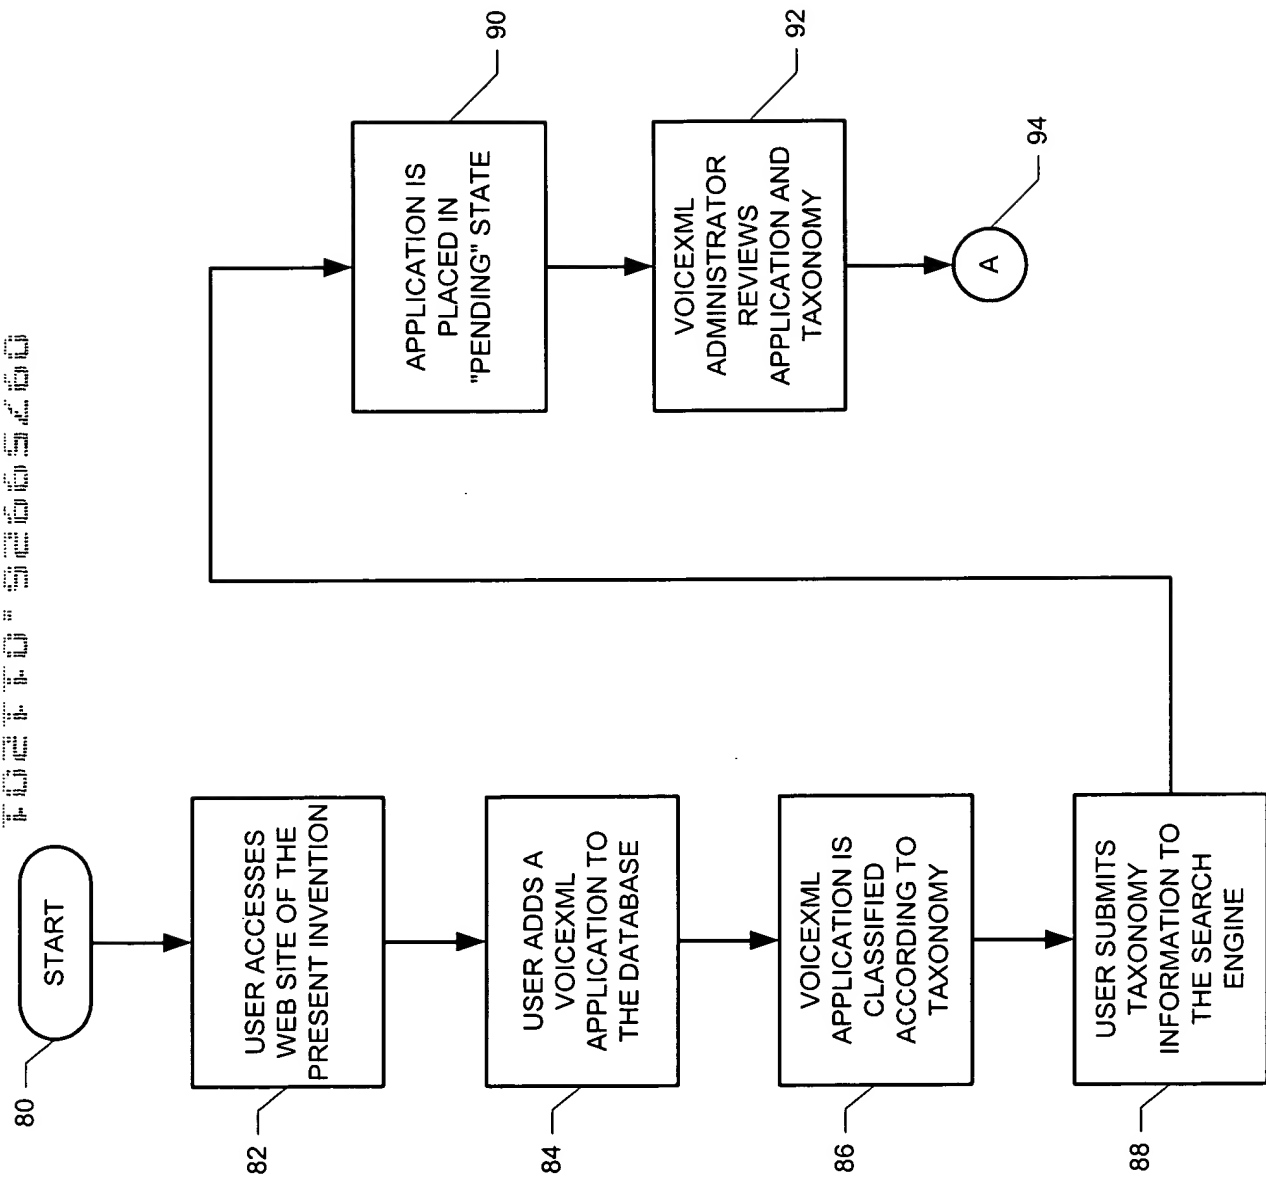 09759925.011201
START
80
USER ACCESSES
WEB SITE OF THE
PRESENT INVENTION
82
USER ADDS A
VOICEXML
APPLICATION TO
THE DATABASE
84
VOICEXML
APPLICATION IS
CLASSIFIED
ACCORDING TO
TAXONOMY
86
USER SUBMITS
TAXONOMY
INFORMATION TO
THE SEARCH
ENGINE
88
APPLICATION IS
PLACED IN
"PENDING" STATE
90
VOICEXML
ADMINISTRATOR
REVIEWS
APPLICATION AND
TAXONOMY
92
A
94